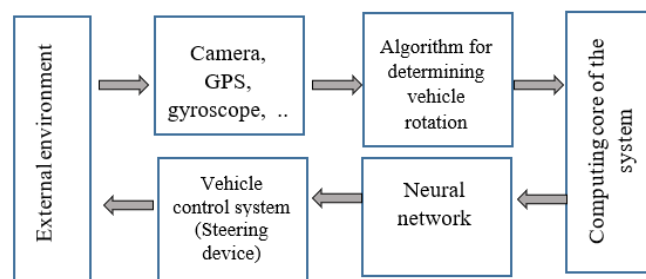 External environment
Camera,
GPS,
gyroscope, ..
Algorithm for
determining
vehicle
rotation
Computing core of the
system
Vehicle
control system
(Steering
device)
Neural
network